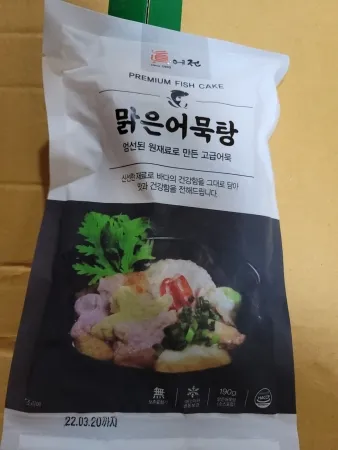 어전
PREMIUM FISH CAKE
맑은어묵탕
엄선된 원재료로 만든 고급어묵
신선한 재료로 바다의 건강함을 그대로 담아
맛과 건강함을 전해드립니다.
無
190g
HACCP
22.03.20까지